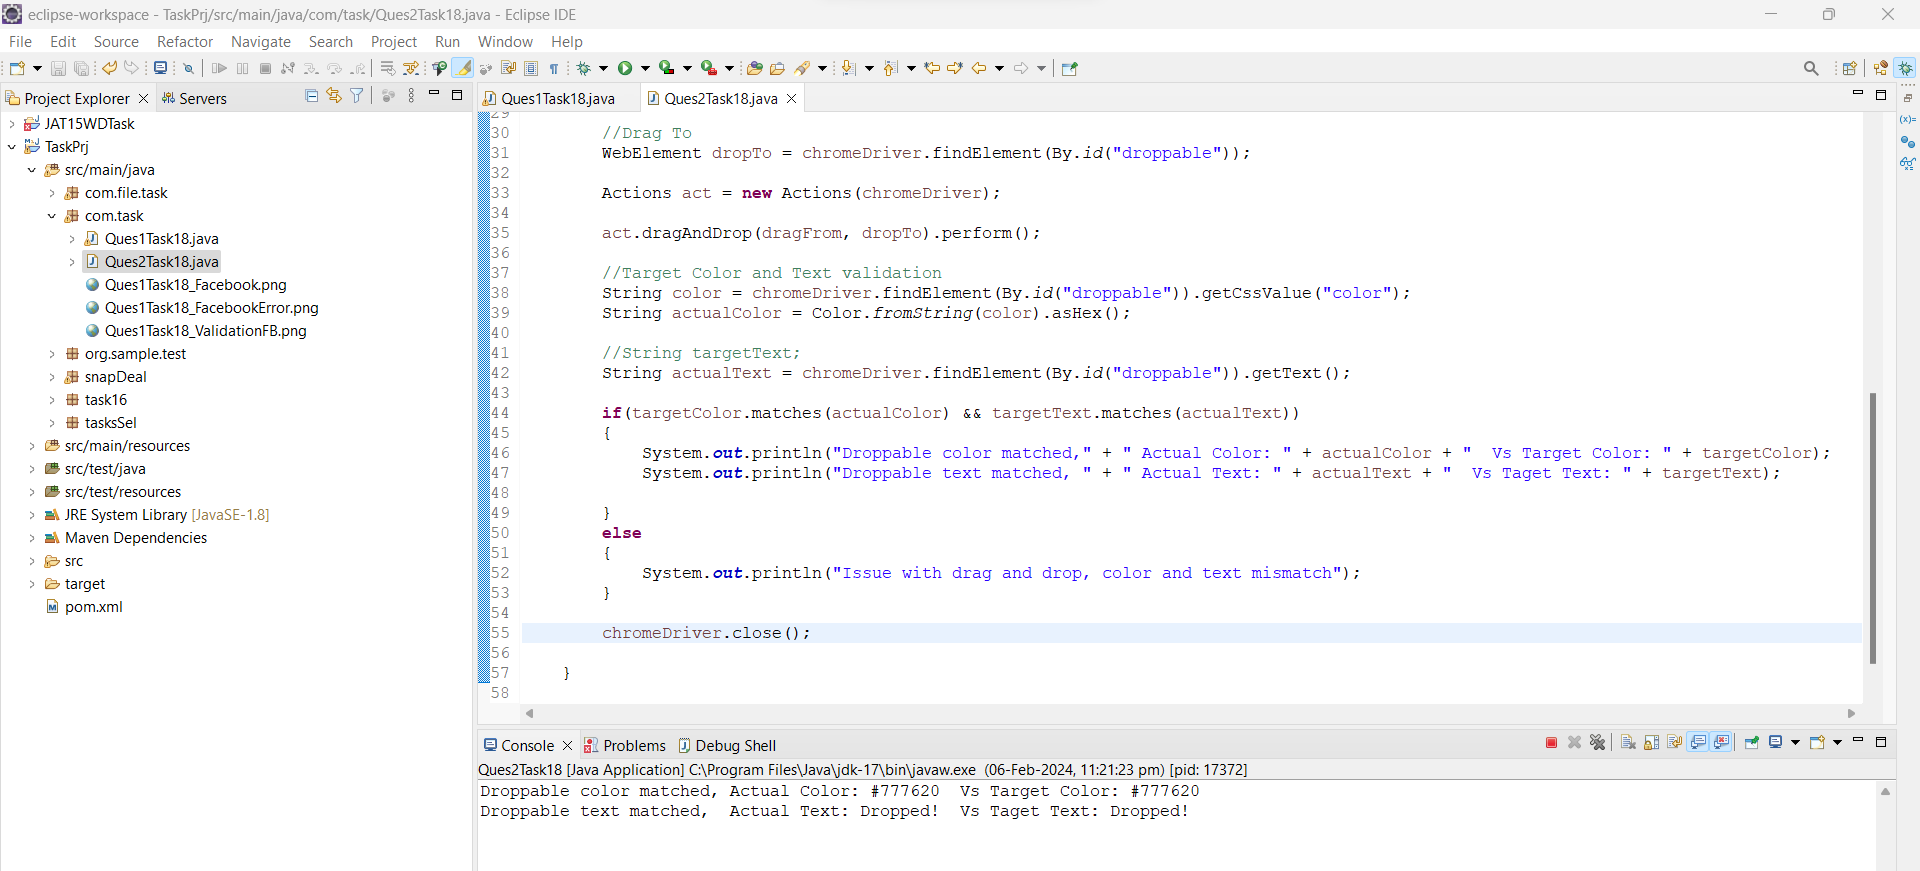 eclipse-workspace - TaskPrj/src/main/java/com/task/Ques2Task18.java - Eclipse IDE
File Edit Source Refactor Navigate Search Project Run Window Help
Project Explorer Servers
JAT15WDTask
TaskPrj
src/main/java
com.file.task
com.task
Ques1Task18.java
Ques2Task18.java
Ques1Task18_Facebook.png
Ques1Task18_FacebookError.png
Ques1Task18_ValidationFB.png
org.sample.test
snapDeal
task16
tasksSel
src/main/resources
src/test/java
src/test/resources
JRE System Library [JavaSE-1.8]
Maven Dependencies
src
target
pom.xml
Ques1Task18.java Ques2Task18.java
29
30 //Drag To
31 WebElement dropTo = chromeDriver.findElement(By.id("droppable"));
32
33 Actions act = new Actions(chromeDriver);
34
35 act.dragAndDrop(dragFrom, dropTo).perform();
36
37 //Target Color and Text validation
38 String color = chromeDriver.findElement(By.id("droppable")).getCssValue("color");
39 String actualColor = Color.fromString(color).asHex();
40
41 //String targetText;
42 String actualText = chromeDriver.findElement(By.id("droppable")).getText();
43
44 if(targetColor.matches(actualColor) && targetText.matches(actualText))
45 {
46 System.out.println("Droppable color matched," + " Actual Color: " + actualColor + "  Vs Target Color: " + targetColor);
47 System.out.println("Droppable text matched, " + " Actual Text: " + actualText + "  Vs Taget Text: " + targetText);
48
49 }
50 else
51 {
52 System.out.println("Issue with drag and drop, color and text mismatch");
53 }
54
55 chromeDriver.close();
56
57 }
58
Console Problems Debug Shell
Ques2Task18 [Java Application] C:\Program Files\Java\jdk-17\bin\javaw.exe (06-Feb-2024, 11:21:23 pm) [pid: 17372]
Droppable color matched, Actual Color: #777620  Vs Target Color: #777620
Droppable text matched,  Actual Text: Dropped!  Vs Taget Text: Dropped!